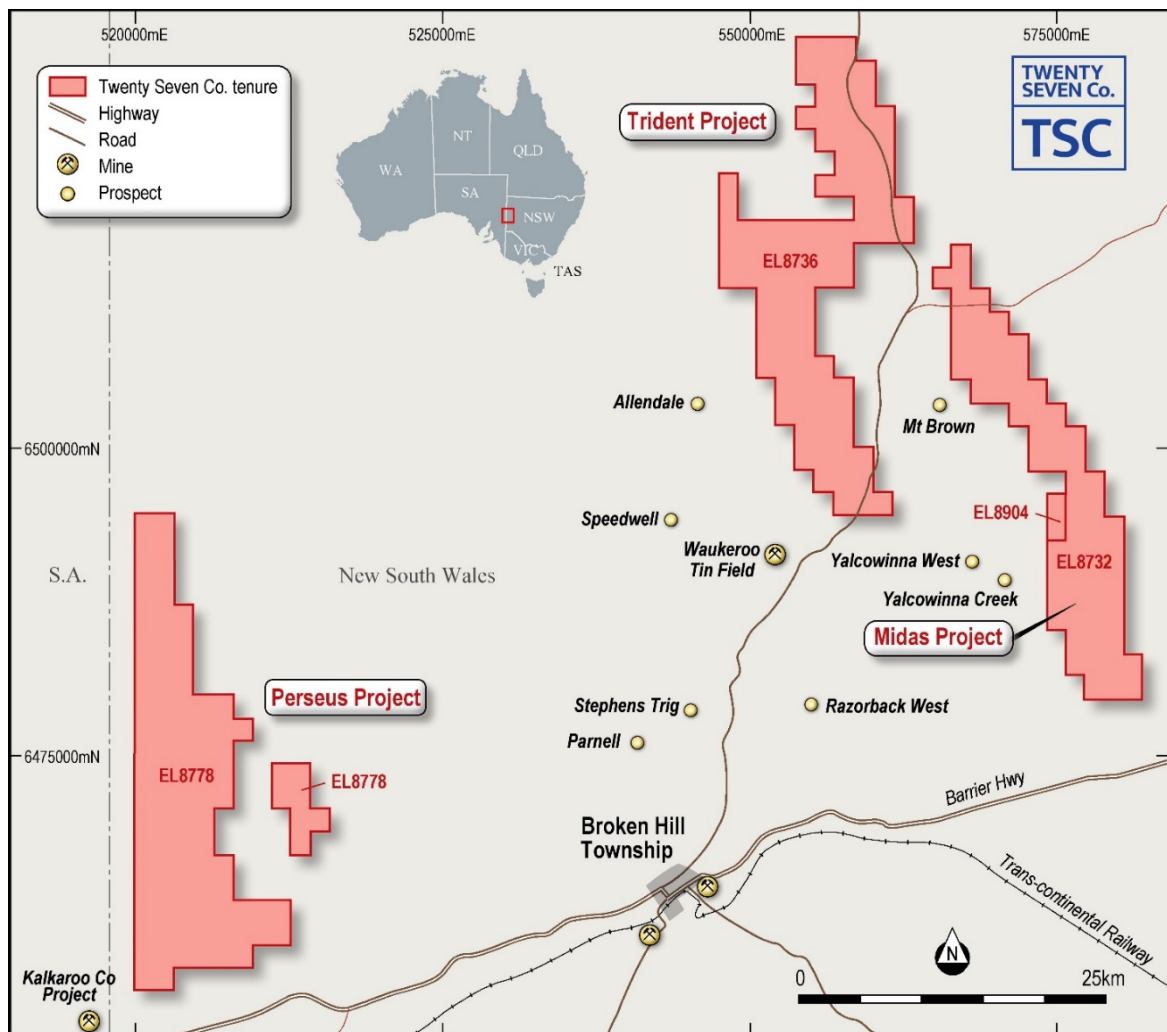 520000mE
525000mE
550000mE
575000mE
Twenty Seven Co. tenure
Highway
Road
Mine
Prospect
WA
NT
SA
QLD
NSW
VIC
TAS
TWENTY
SEVEN Co.
TSC
Trident Project
EL8736
Allendale
Mt Brown
6500000mN
Speedwell
EL8904
Waukeroo
Tin Field
Yalcowinna West
EL8732
Yalcowinna Creek
S.A.
New South Wales
Midas Project
Perseus Project
Stephens Trig
Razorback West
Parnell
6475000mN
EL8778
EL8778
Barrier Hwy
Broken Hill
Township
Trans-continental Railway
N
Kalkaroo Co
Project
0
25km